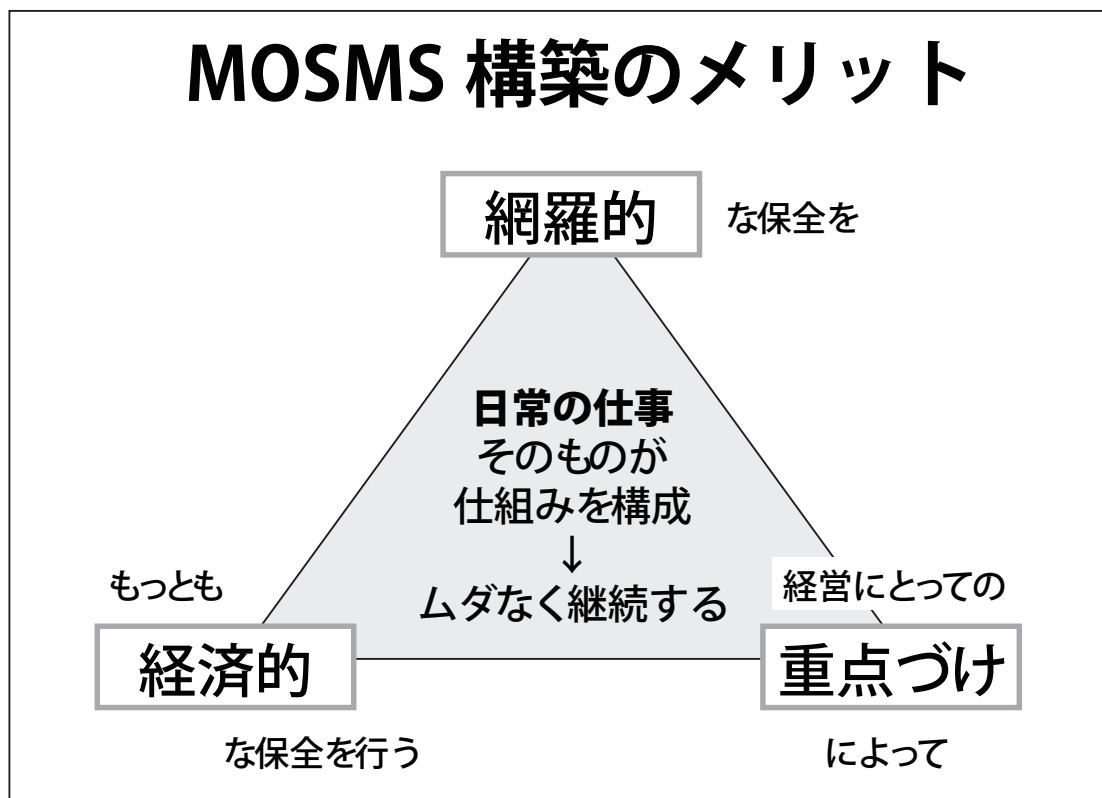 MOSMS 構築のメリット
網羅的 な保全を
日常の仕事
そのものが
仕組みを構成
↓
ムダなく継続する
もっとも
経済的
な保全を行う
経営にとっての
重点づけ
によって